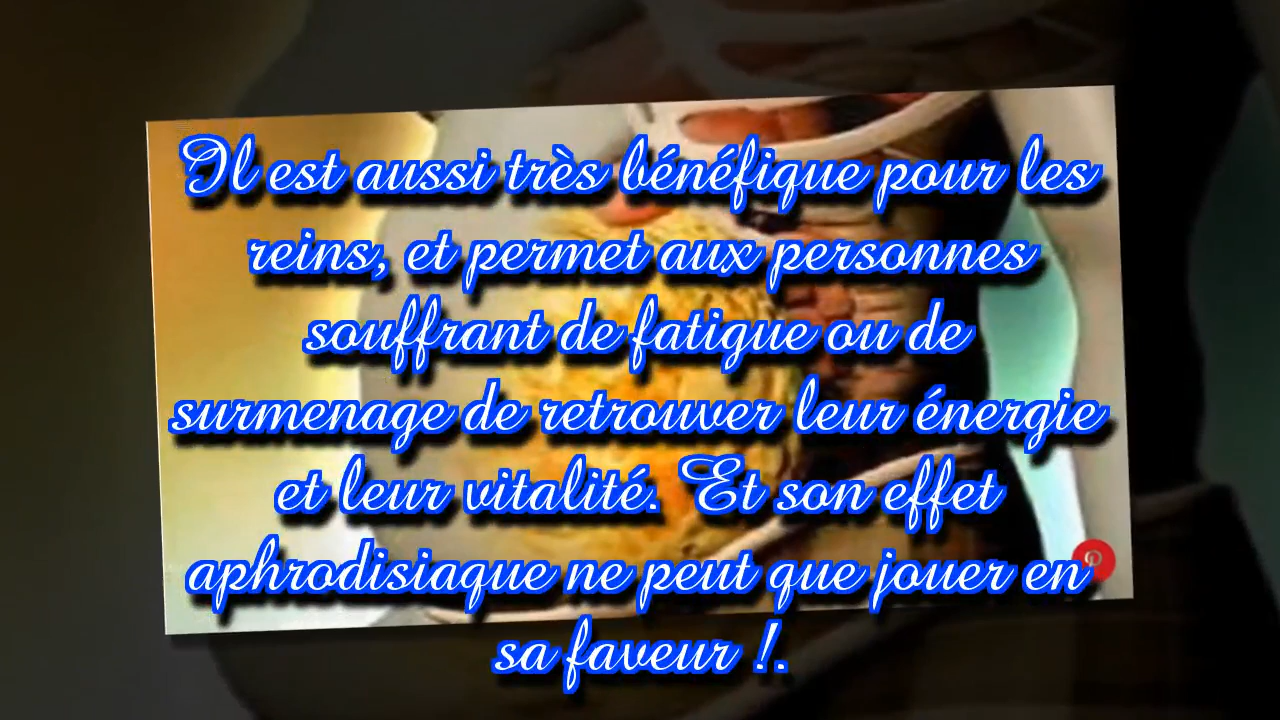 Il est aussi très bénéfique pour les
reins, et permet aux personnes
souffrant de fatigue ou de
surmenage de retrouver leur énergie
et leur vitalité. Et son effet
aphrodisiaque ne peut que jouer en
sa faveur !.